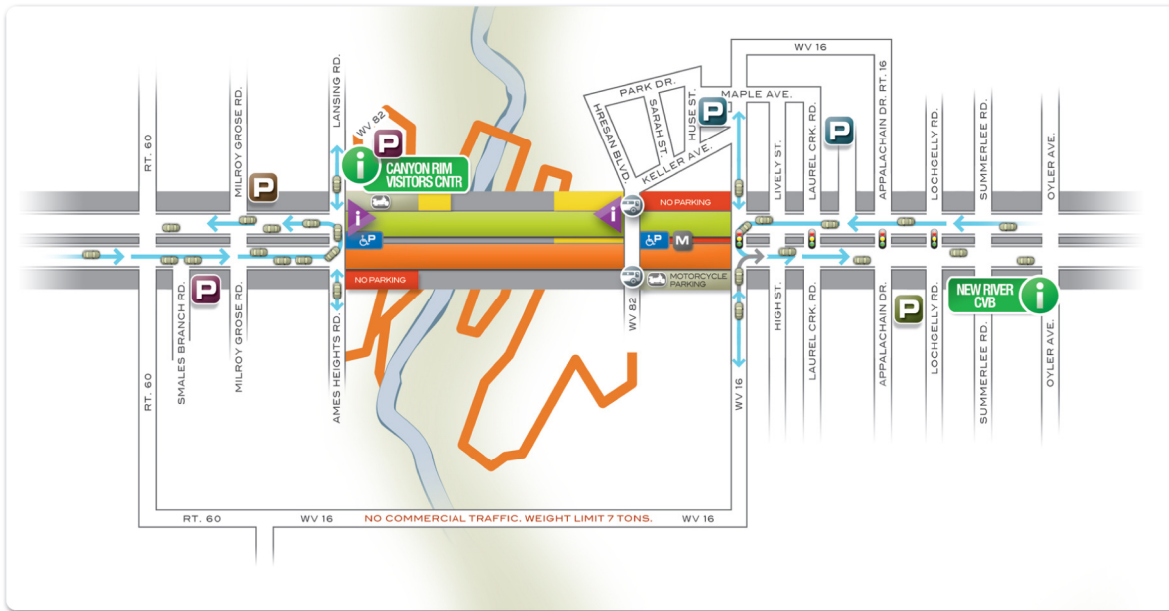 WV 16
PARK DR.
MAPLE AVE.
RT. 60
MILROY GROSE RD.
LANSING RD.
WV 82
P
P
i
CANYON RIM
VISITORS CNTR
P
HRESAN BLVD.
SARAH ST.
HUSE ST.
KELLER AVE.
P
P
LIVELY ST.
LAUREL CRK. RD.
APPALACHAIN DR. RT. 16
LOCHGELLY RD.
SUMMERLEE RD.
OYLER AVE.
NO PARKING
i
i
P
P
M
NO PARKING
MOTORCYCLE
PARKING
NEW RIVER
CVB
i
P
P
RT. 60
SMALES BRANCH RD.
MILROY GROSE RD.
AMES HEIGHTS RD.
WV 82
WV 16
HIGH ST.
LAUREL CRK. RD.
APPALACHAIN DR.
LOCHGELLY RD.
SUMMERLEE RD.
OYLER AVE.
RT. 60
WV 16
NO COMMERCIAL TRAFFIC. WEIGHT LIMIT 7 TONS.
WV 16